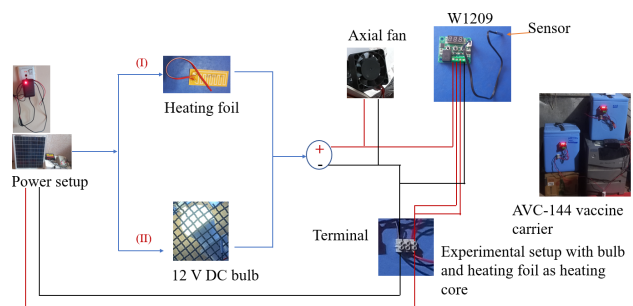 W1209
Sensor
Axial fan
(I)
Heating foil
+
-
Power setup
(II)
12 V DC bulb
Terminal
AVC-144 vaccine
carrier
Experimental setup with bulb
and heating foil as heating
core